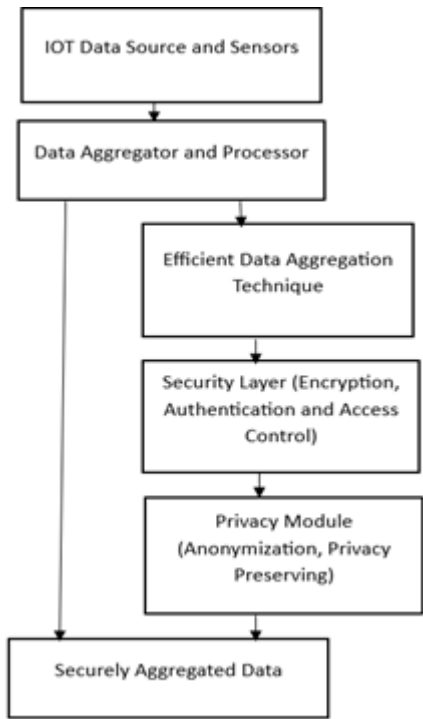 IOT Data Source and Sensors
Data Aggregator and Processor
Efficient Data Aggregation
Technique
Security Layer (Encryption,
Authentication and Access
Control)
Privacy Module
(Anonymization, Privacy
Preserving)
Securely Aggregated Data